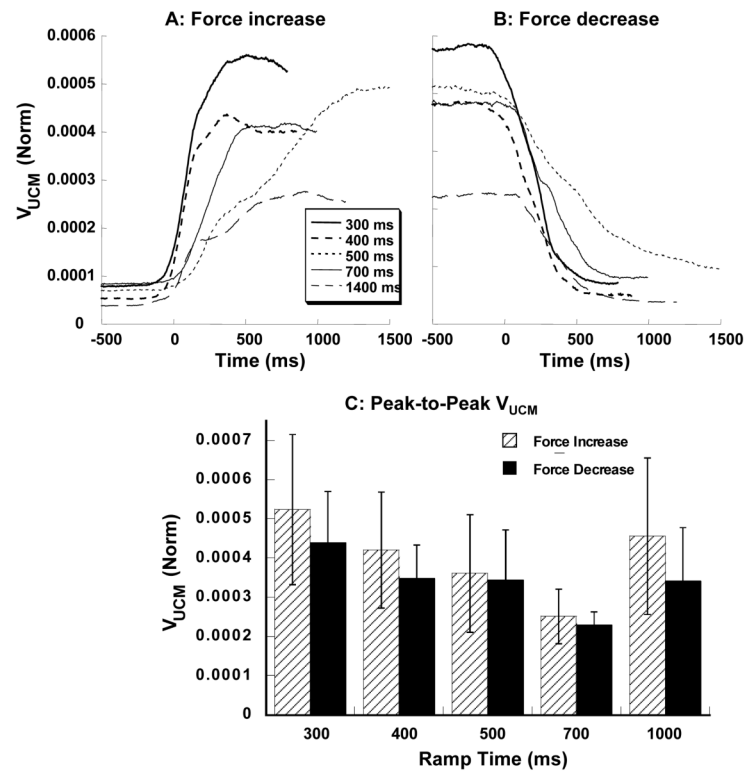 A: Force increase
B: Force decrease
0.0006
0.0005
0.0004
0.0003
0.0002
0.0001
0
V_UCM (Norm)
300 ms
400 ms
500 ms
700 ms
1400 ms
-500 0 500 1000 1500
-500 0 500 1000 1500
Time (ms)
Time (ms)
C: Peak-to-Peak V_UCM
0.0007
0.0006
0.0005
0.0004
0.0003
0.0002
0.0001
0
V_UCM (Norm)
Force Increase
Force Decrease
300 400 500 700 1000
Ramp Time (ms)